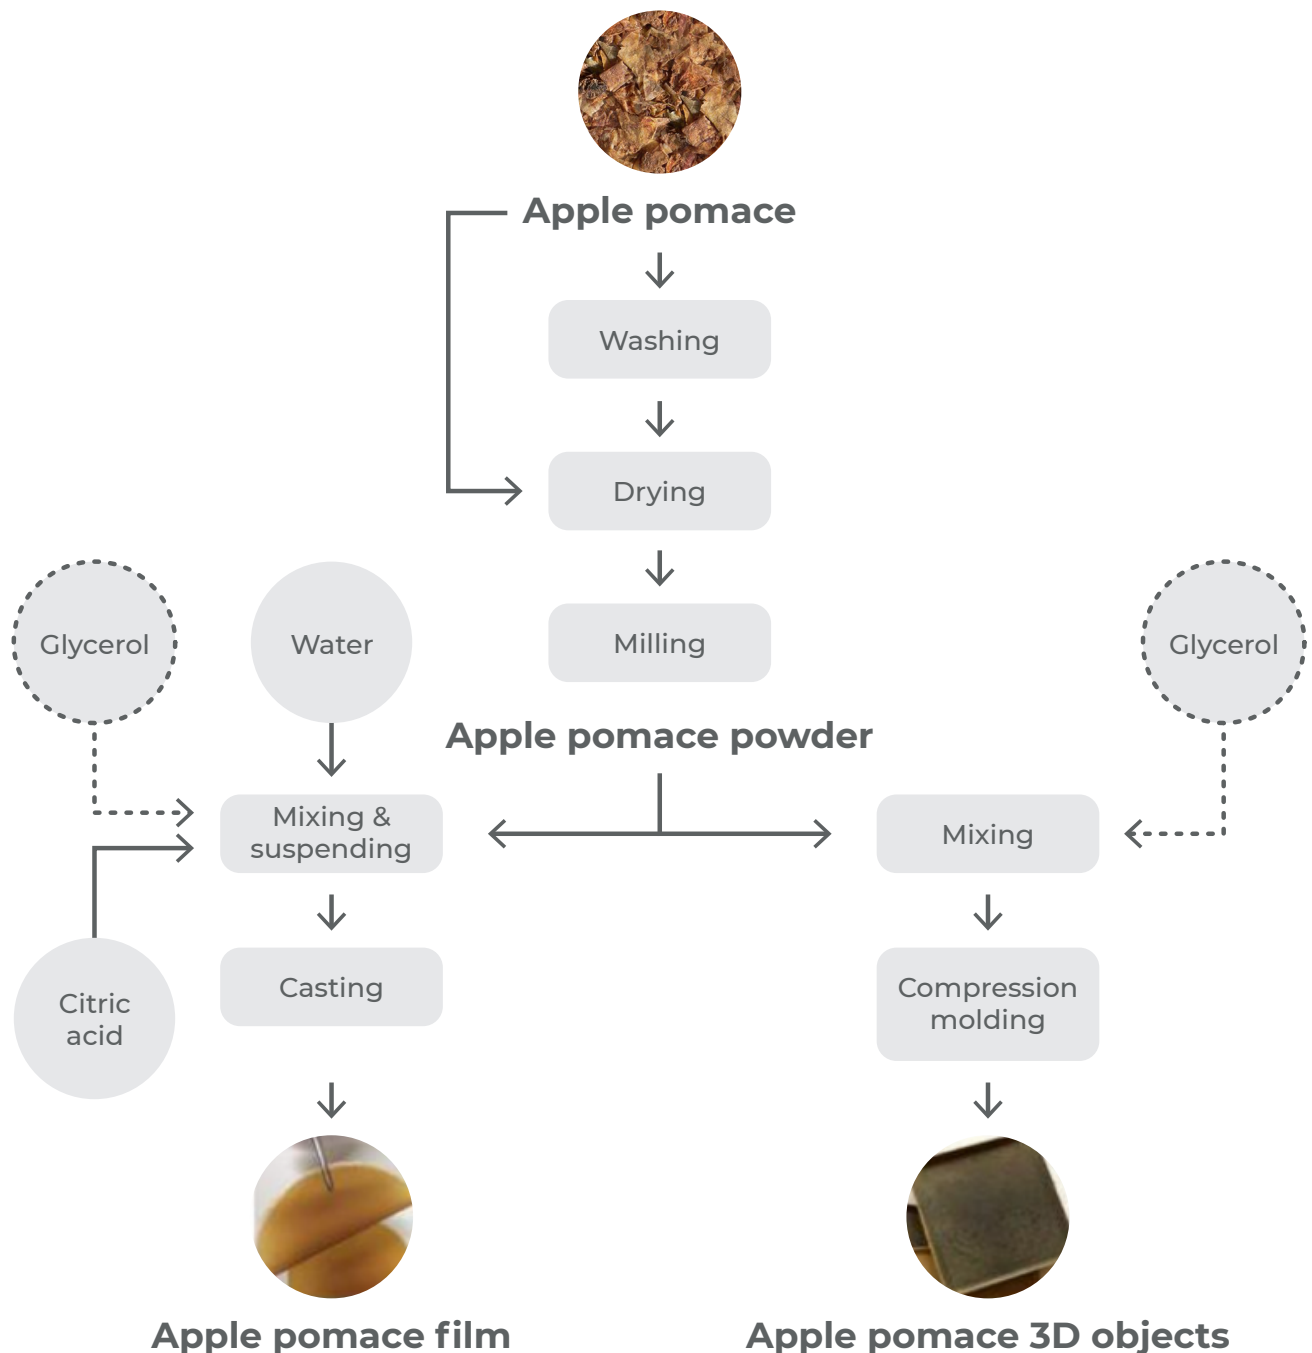 Apple pomace
Washing
Drying
Glycerol
Water
Milling
Glycerol
Apple pomace powder
Mixing &
suspending
Mixing
Casting
Compression
molding
Citric
acid
Apple pomace film
Apple pomace 3D objects